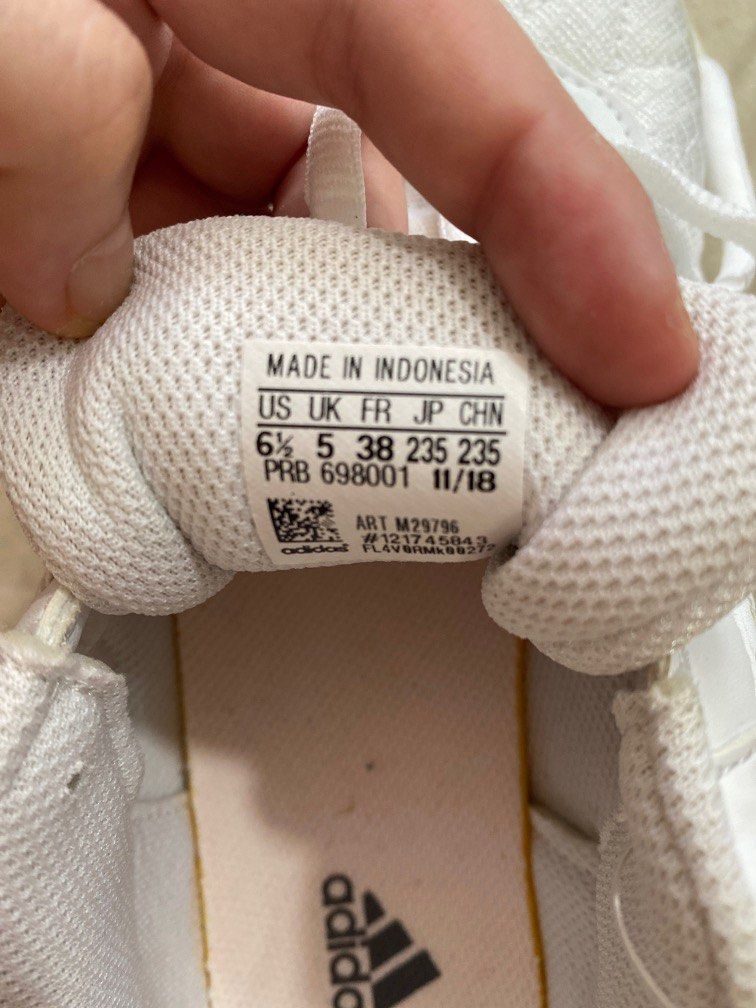 MADE IN INDONESIA
US UK FR JP CHN
6½ 5 38 235 235
PRB 698001 11/18
ART M29796
#121745843
adidas FL4V0RMk00272
adidas